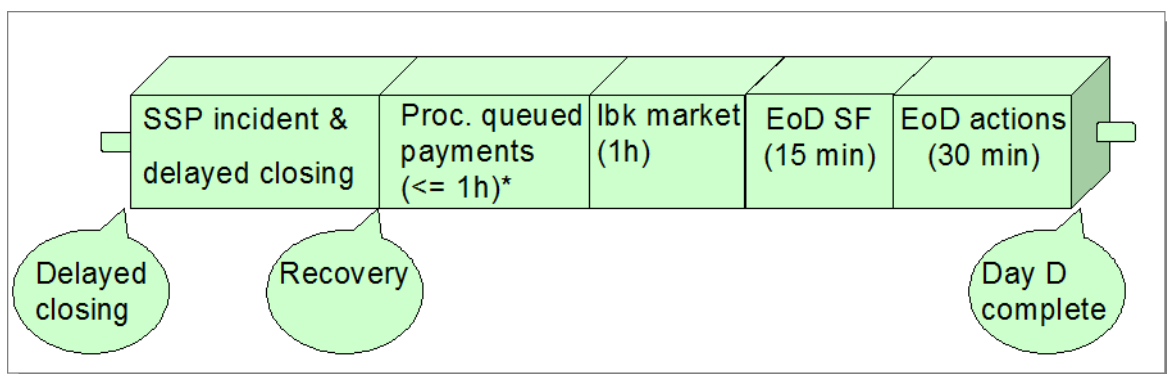 SSP incident &
delayed closing
Proc. queued
payments
(<= 1h)*
Ibk market
(1h)
EoD SF
(15 min)
EoD actions
(30 min)
Delayed
closing
Recovery
Day D
complete